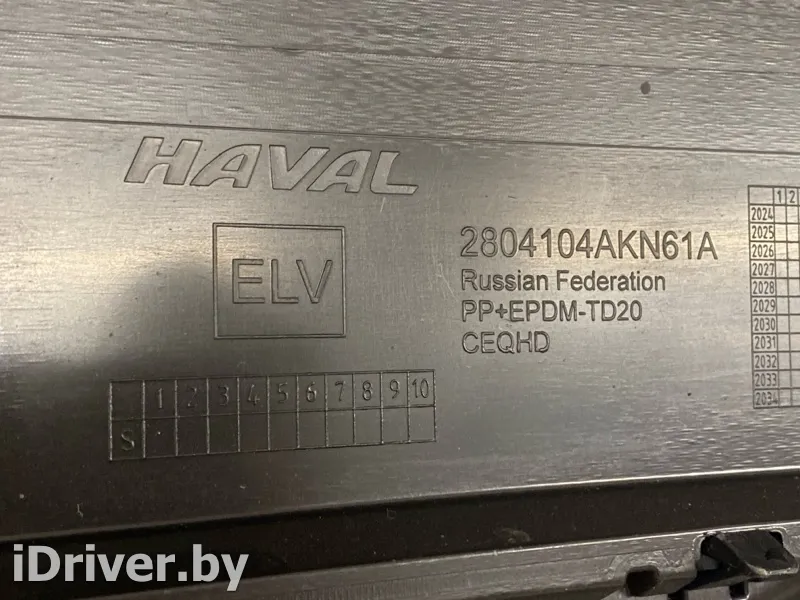 HAVAL
ELV
2804104AKN61A
Russian Federation
PP+EPDM-TD20
CEQHD
1 2
2024
2025
2026
2027
2028
2029
2030
2031
2032
2033
2034
1 2 3 4 5 6 7 8 9 10
S
iDriver.by